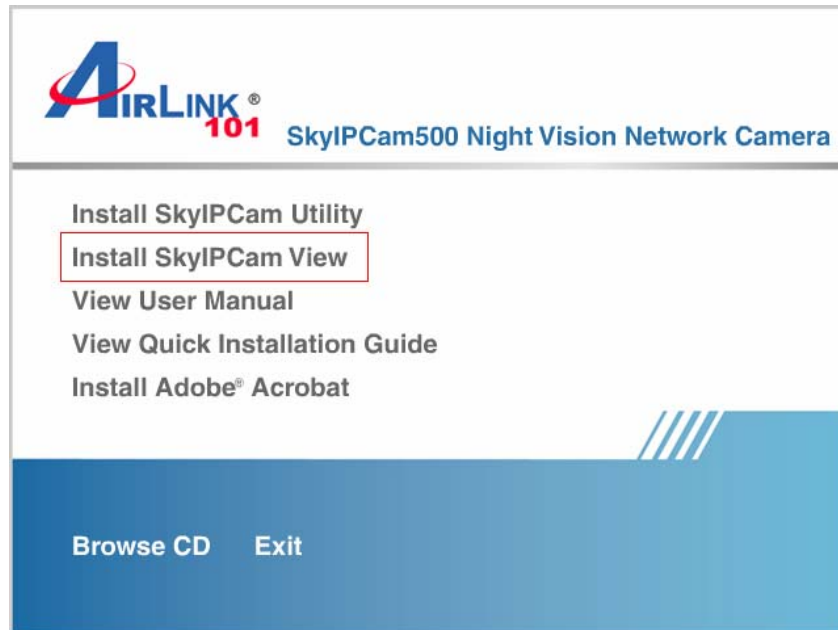 AIRLINK ®
101
SkyIPCam500 Night Vision Network Camera
Install SkyIPCam Utility
Install SkyIPCam View
View User Manual
View Quick Installation Guide
Install Adobe® Acrobat
Browse CD Exit